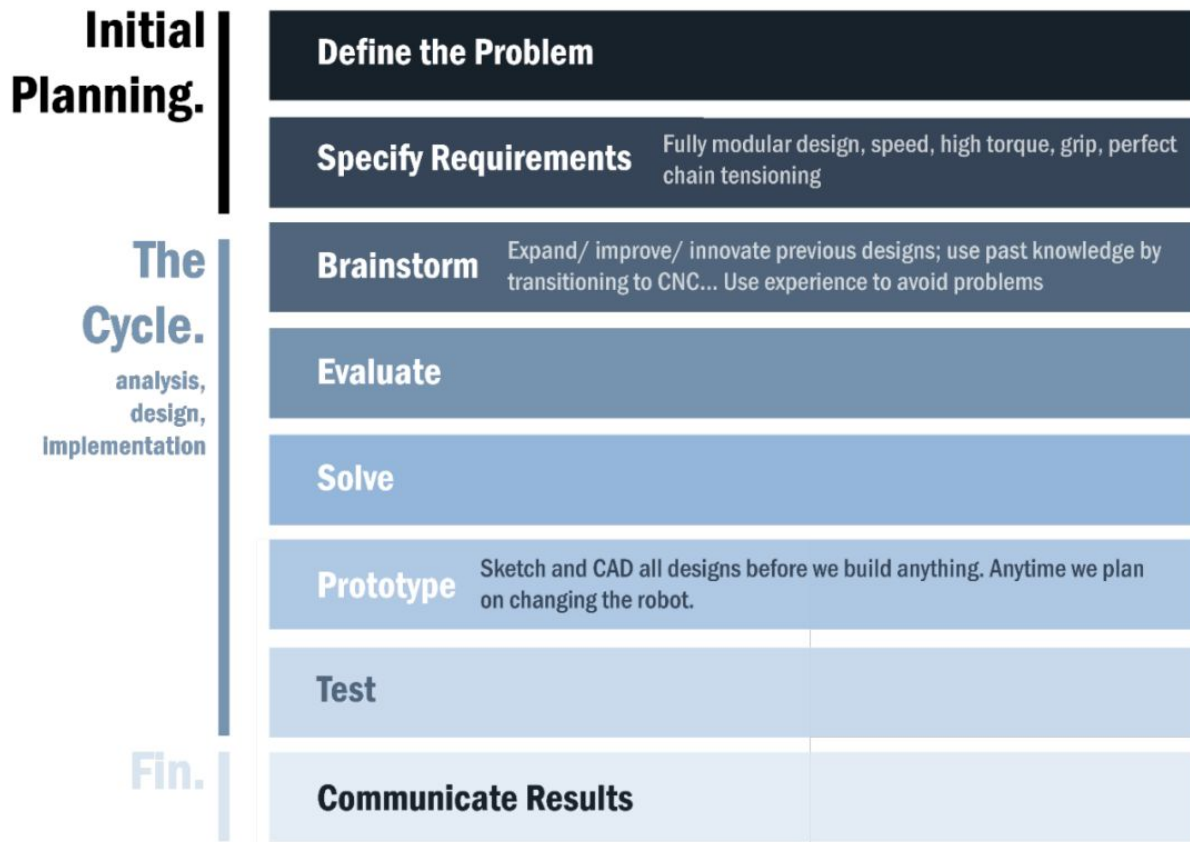 Initial
Planning.
Define the Problem
Specify Requirements
Fully modular design, speed, high torque, grip, perfect
chain tensioning
The
Cycle.
analysis,
design,
implementation
Brainstorm
Expand/ improve/ innovate previous designs; use past knowledge by
transitioning to CNC... Use experience to avoid problems
Evaluate
Solve
Prototype
Sketch and CAD all designs before we build anything. Anytime we plan
on changing the robot.
Test
Fin.
Communicate Results